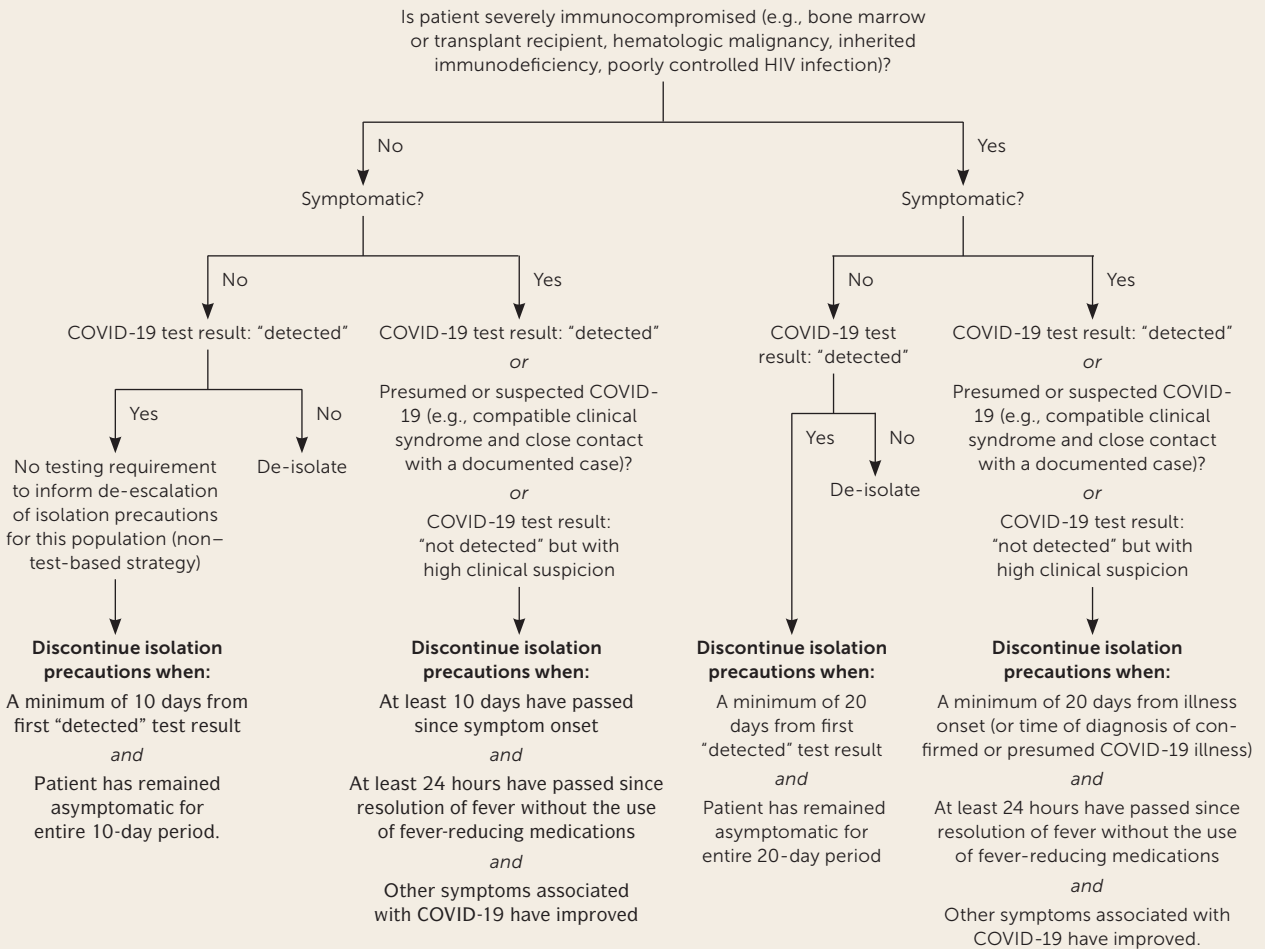 Is patient severely immunocompromised (e.g., bone marrow
or transplant recipient, hematologic malignancy, inherited
immunodeficiency, poorly controlled HIV infection)?
No
Yes
Symptomatic?
Symptomatic?
No
Yes
No
Yes
COVID-19 test result: “detected”
Yes
No
No testing requirement
to inform de-escalation
of isolation precautions
for this population (non–
test-based strategy)
De-isolate
Discontinue isolation
precautions when:
A minimum of 10 days from
first “detected” test result
and
Patient has remained
asymptomatic for
entire 10-day period.
COVID-19 test result: “detected”
or
Presumed or suspected COVID-
19 (e.g., compatible clinical
syndrome and close contact
with a documented case)?
or
COVID-19 test result:
“not detected” but with
high clinical suspicion
Discontinue isolation
precautions when:
At least 10 days have passed
since symptom onset
and
At least 24 hours have passed since
resolution of fever without the use
of fever-reducing medications
and
Other symptoms associated
with COVID-19 have improved
COVID-19 test
result: “detected”
Yes
No
De-isolate
Discontinue isolation
precautions when:
A minimum of 20
days from first
“detected” test result
and
Patient has remained
asymptomatic for
entire 20-day period
COVID-19 test result: “detected”
or
Presumed or suspected COVID-
19 (e.g., compatible clinical
syndrome and close contact
with a documented case)?
or
COVID-19 test result:
“not detected” but with
high clinical suspicion
Discontinue isolation
precautions when:
A minimum of 20 days from illness
onset (or time of diagnosis of con-
firmed or presumed COVID-19 illness)
and
At least 24 hours have passed since
resolution of fever without the use
of fever-reducing medications
and
Other symptoms associated with
COVID-19 have improved.